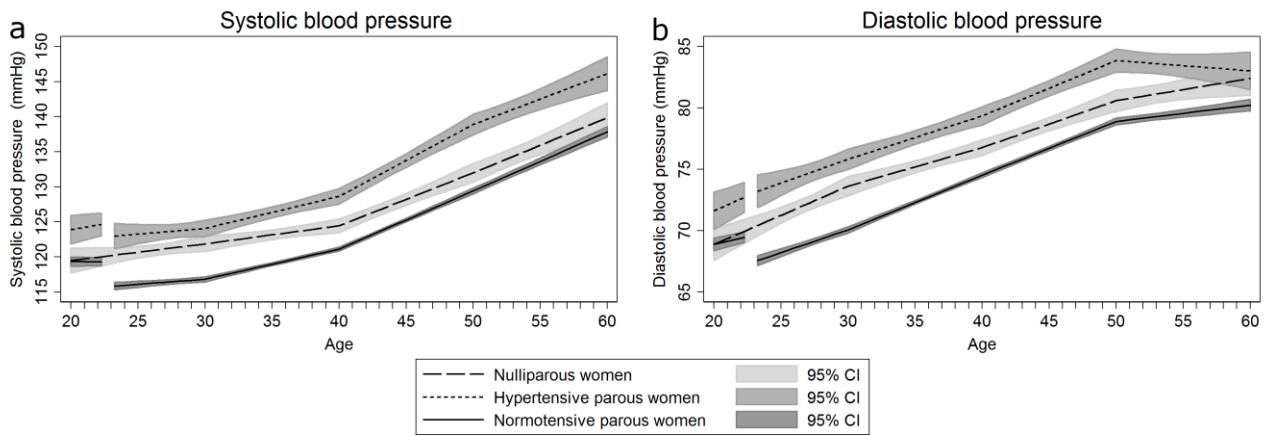 a
Systolic blood pressure
Systolic blood pressure (mmHg)
150
145
140
135
130
125
120
115
20 25 30 35 40 45 50 55 60
Age
b
Diastolic blood pressure
Diastolic blood pressure (mmHg)
85
80
75
70
65
20 25 30 35 40 45 50 55 60
Age
Nulliparous women 95% CI
Hypertensive parous women 95% CI
Normotensive parous women 95% CI